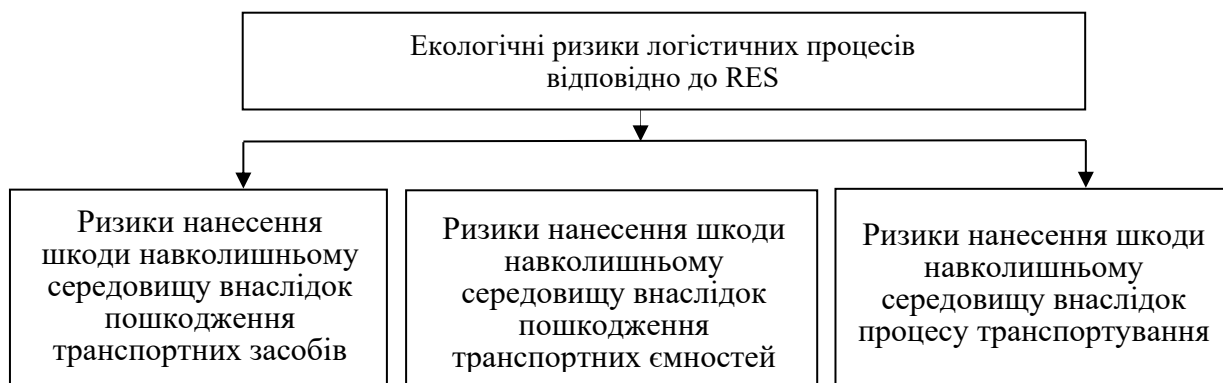 Екологічні ризики логістичних процесів
відповідно до RES
Ризики нанесення
шкоди навколишньому
середовищу внаслідок
пошкодження
транспортних засобів
Ризики нанесення шкоди
навколишньому
середовищу внаслідок
пошкодження
транспортних ємностей
Ризики нанесення шкоди
навколишньому
середовищу внаслідок
процесу транспортування